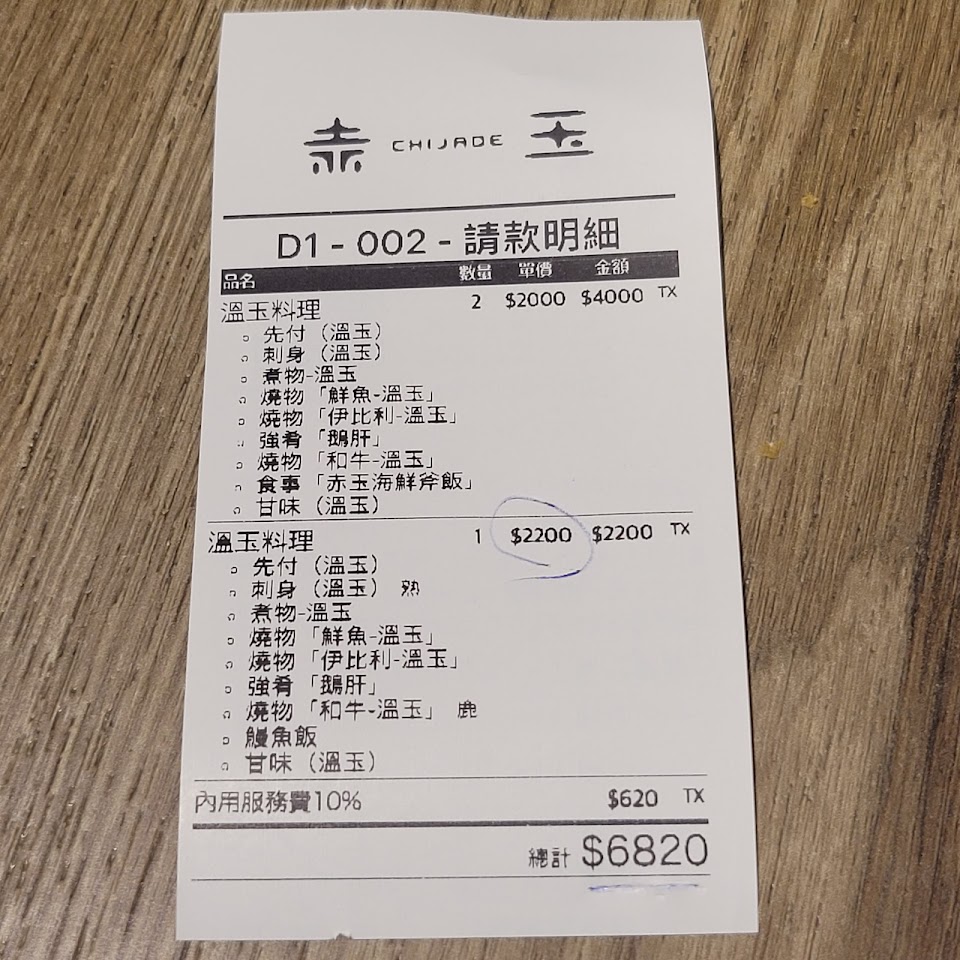 赤 CHIJADE 玉
D1 - 002 - 請款明細
品名 數量 單價 金額
溫玉料理 2 $2000 $4000 TX
先付（溫玉）
刺身（溫玉）
煮物-溫玉
燒物「鮮魚-溫玉」
燒物「伊比利-溫玉」
強肴「鵝肝」
燒物「和牛-溫玉」
食事「赤玉海鮮斧飯」
甘味（溫玉）
溫玉料理 1 $2200 $2200 TX
先付（溫玉）
刺身（溫玉） 熟
煮物-溫玉
燒物「鮮魚-溫玉」
燒物「伊比利-溫玉」
強肴「鵝肝」
燒物「和牛-溫玉」 鹿
鰻魚飯
甘味（溫玉）
內用服務費10% $620 TX
總計 $6820